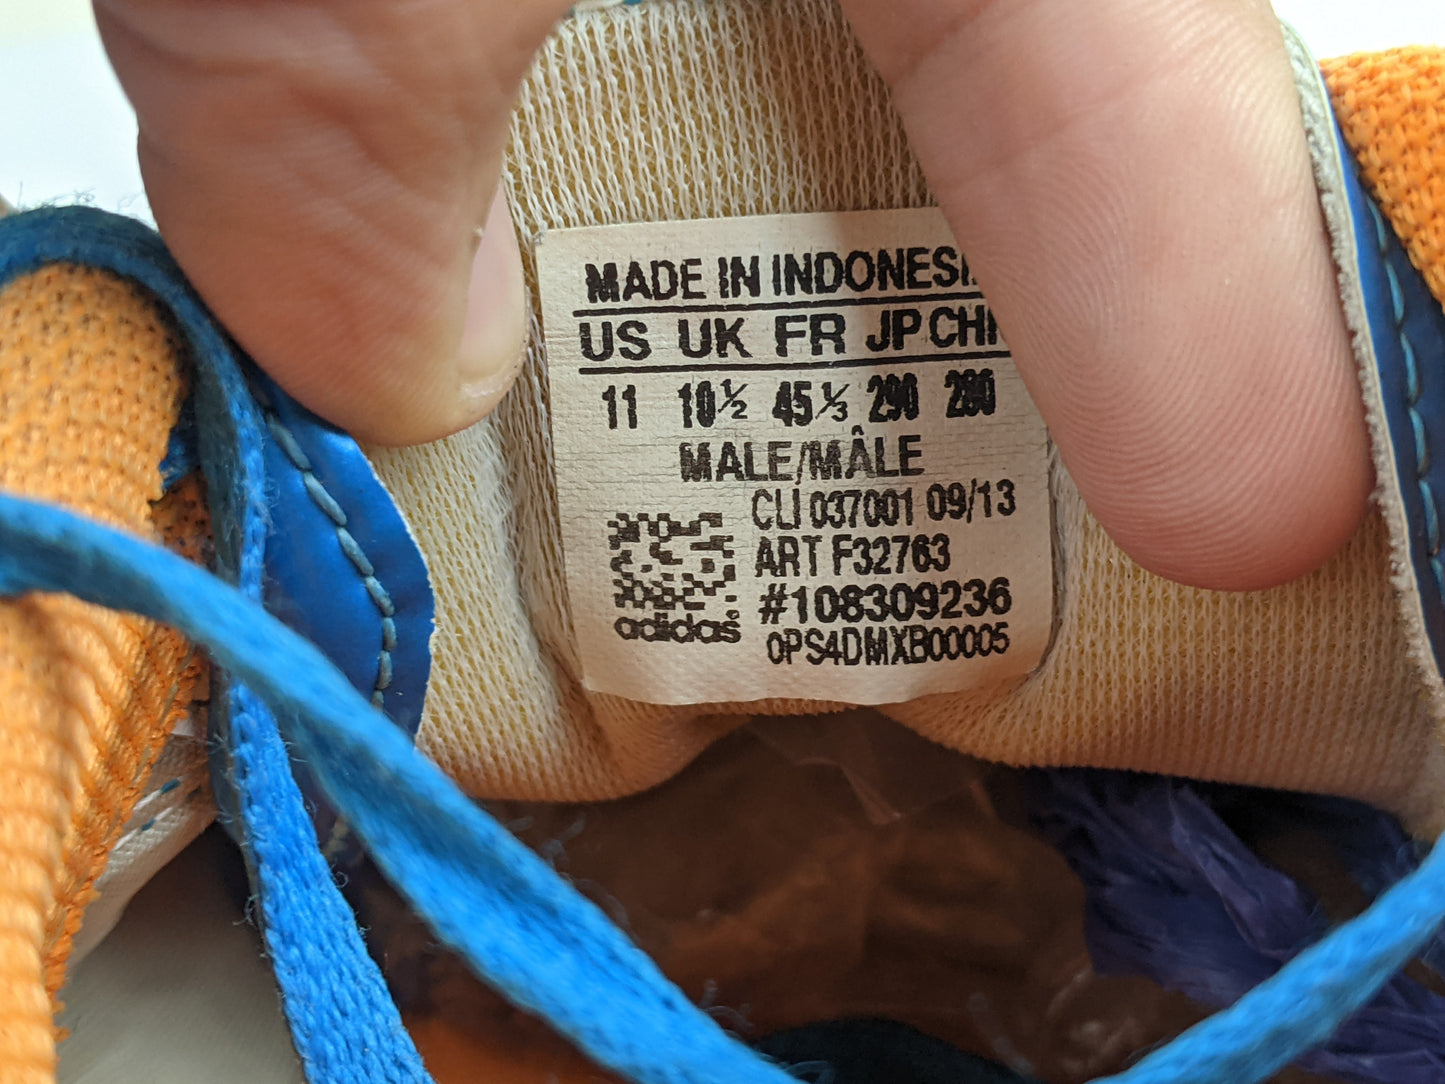 MADE IN INDONESI
US UK FR JP CH
11 10½ 45⅓ 290 280
MALE/MÂLE
CLI 037001 09/13
ART F32763
#108309236
adidas 0PS4DMXB00005